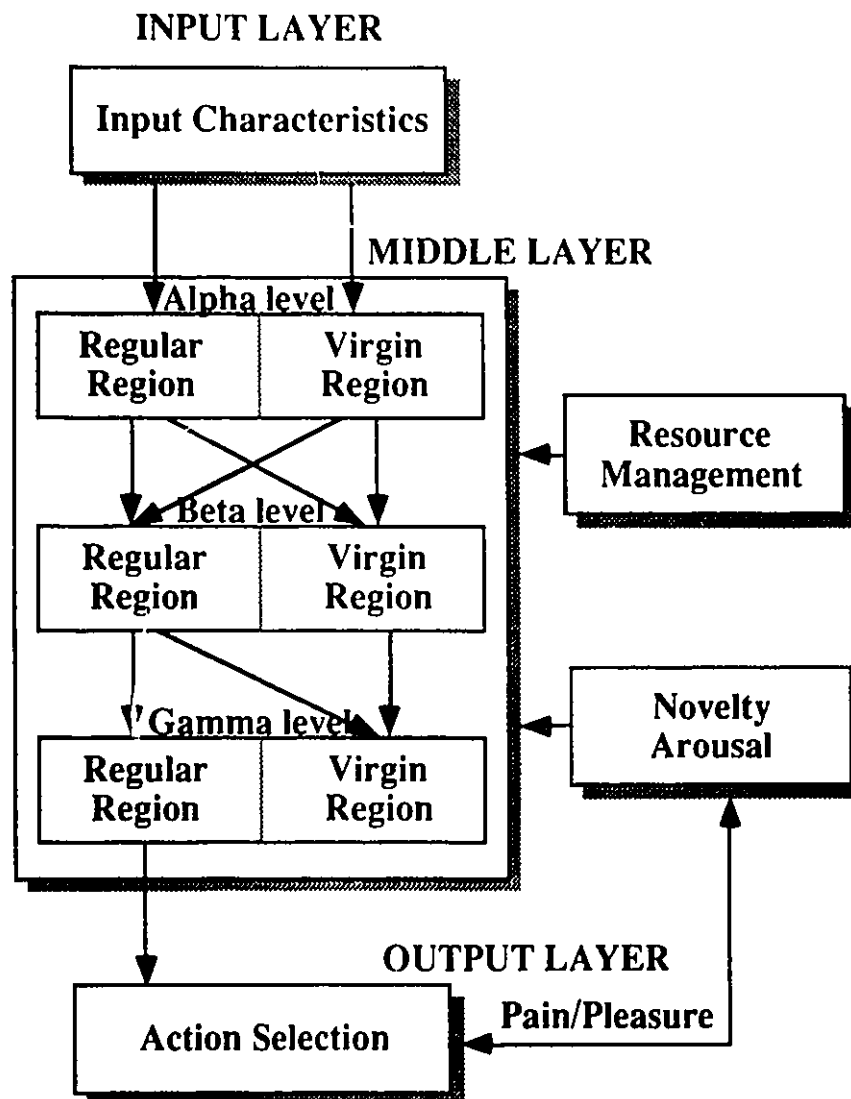 INPUT LAYER
Input Characteristics
MIDDLE LAYER
Alpha level
Regular
Region
Virgin
Region
Resource
Management
Beta level
Regular
Region
Virgin
Region
Novelty
Arousal
Gamma level
Regular
Region
Virgin
Region
OUTPUT LAYER
Pain/Pleasure
Action Selection